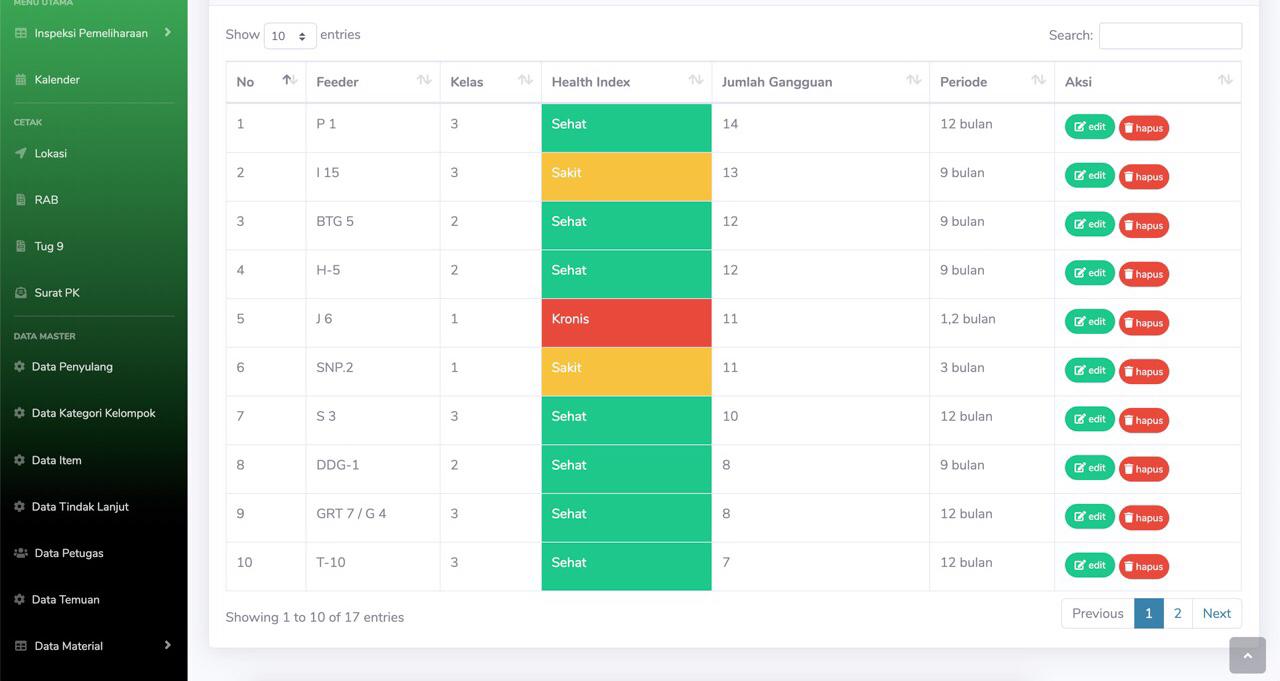 MENU UTAMA
Inspeksi Pemeliharaan
Kalender
CETAK
Lokasi
RAB
Tug 9
Surat PK
DATA MASTER
Data Penyulang
Data Kategori Kelompok
Data Item
Data Tindak Lanjut
Data Petugas
Data Temuan
Data Material
Show 10 entries
Search:
No Feeder Kelas Health Index Jumlah Gangguan Periode Aksi
1 P 1 3 Sehat 14 12 bulan edit hapus
2 I 15 3 Sakit 13 9 bulan edit hapus
3 BTG 5 2 Sehat 12 9 bulan edit hapus
4 H-5 2 Sehat 12 9 bulan edit hapus
5 J 6 1 Kronis 11 1,2 bulan edit hapus
6 SNP.2 1 Sakit 11 3 bulan edit hapus
7 S 3 3 Sehat 10 12 bulan edit hapus
8 DDG-1 2 Sehat 8 9 bulan edit hapus
9 GRT 7 / G 4 3 Sehat 8 12 bulan edit hapus
10 T-10 3 Sehat 7 12 bulan edit hapus
Showing 1 to 10 of 17 entries
Previous 1 2 Next